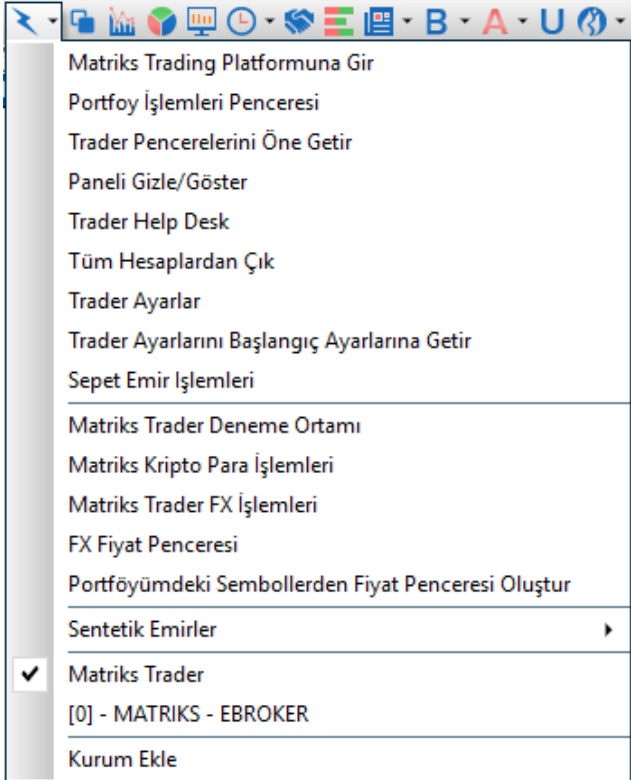 B
A
U
Matriks Trading Platformuna Gir
Portfoy İşlemleri Penceresi
Trader Pencerelerini Öne Getir
Paneli Gizle/Göster
Trader Help Desk
Tüm Hesaplardan Çık
Trader Ayarlar
Trader Ayarlarını Başlangıç Ayarlarına Getir
Sepet Emir Işlemleri
Matriks Trader Deneme Ortamı
Matriks Kripto Para İşlemleri
Matriks Trader FX İşlemleri
FX Fiyat Penceresi
Portföyümdeki Sembollerden Fiyat Penceresi Oluştur
Sentetik Emirler
Matriks Trader
[0] - MATRIKS - EBROKER
Kurum Ekle